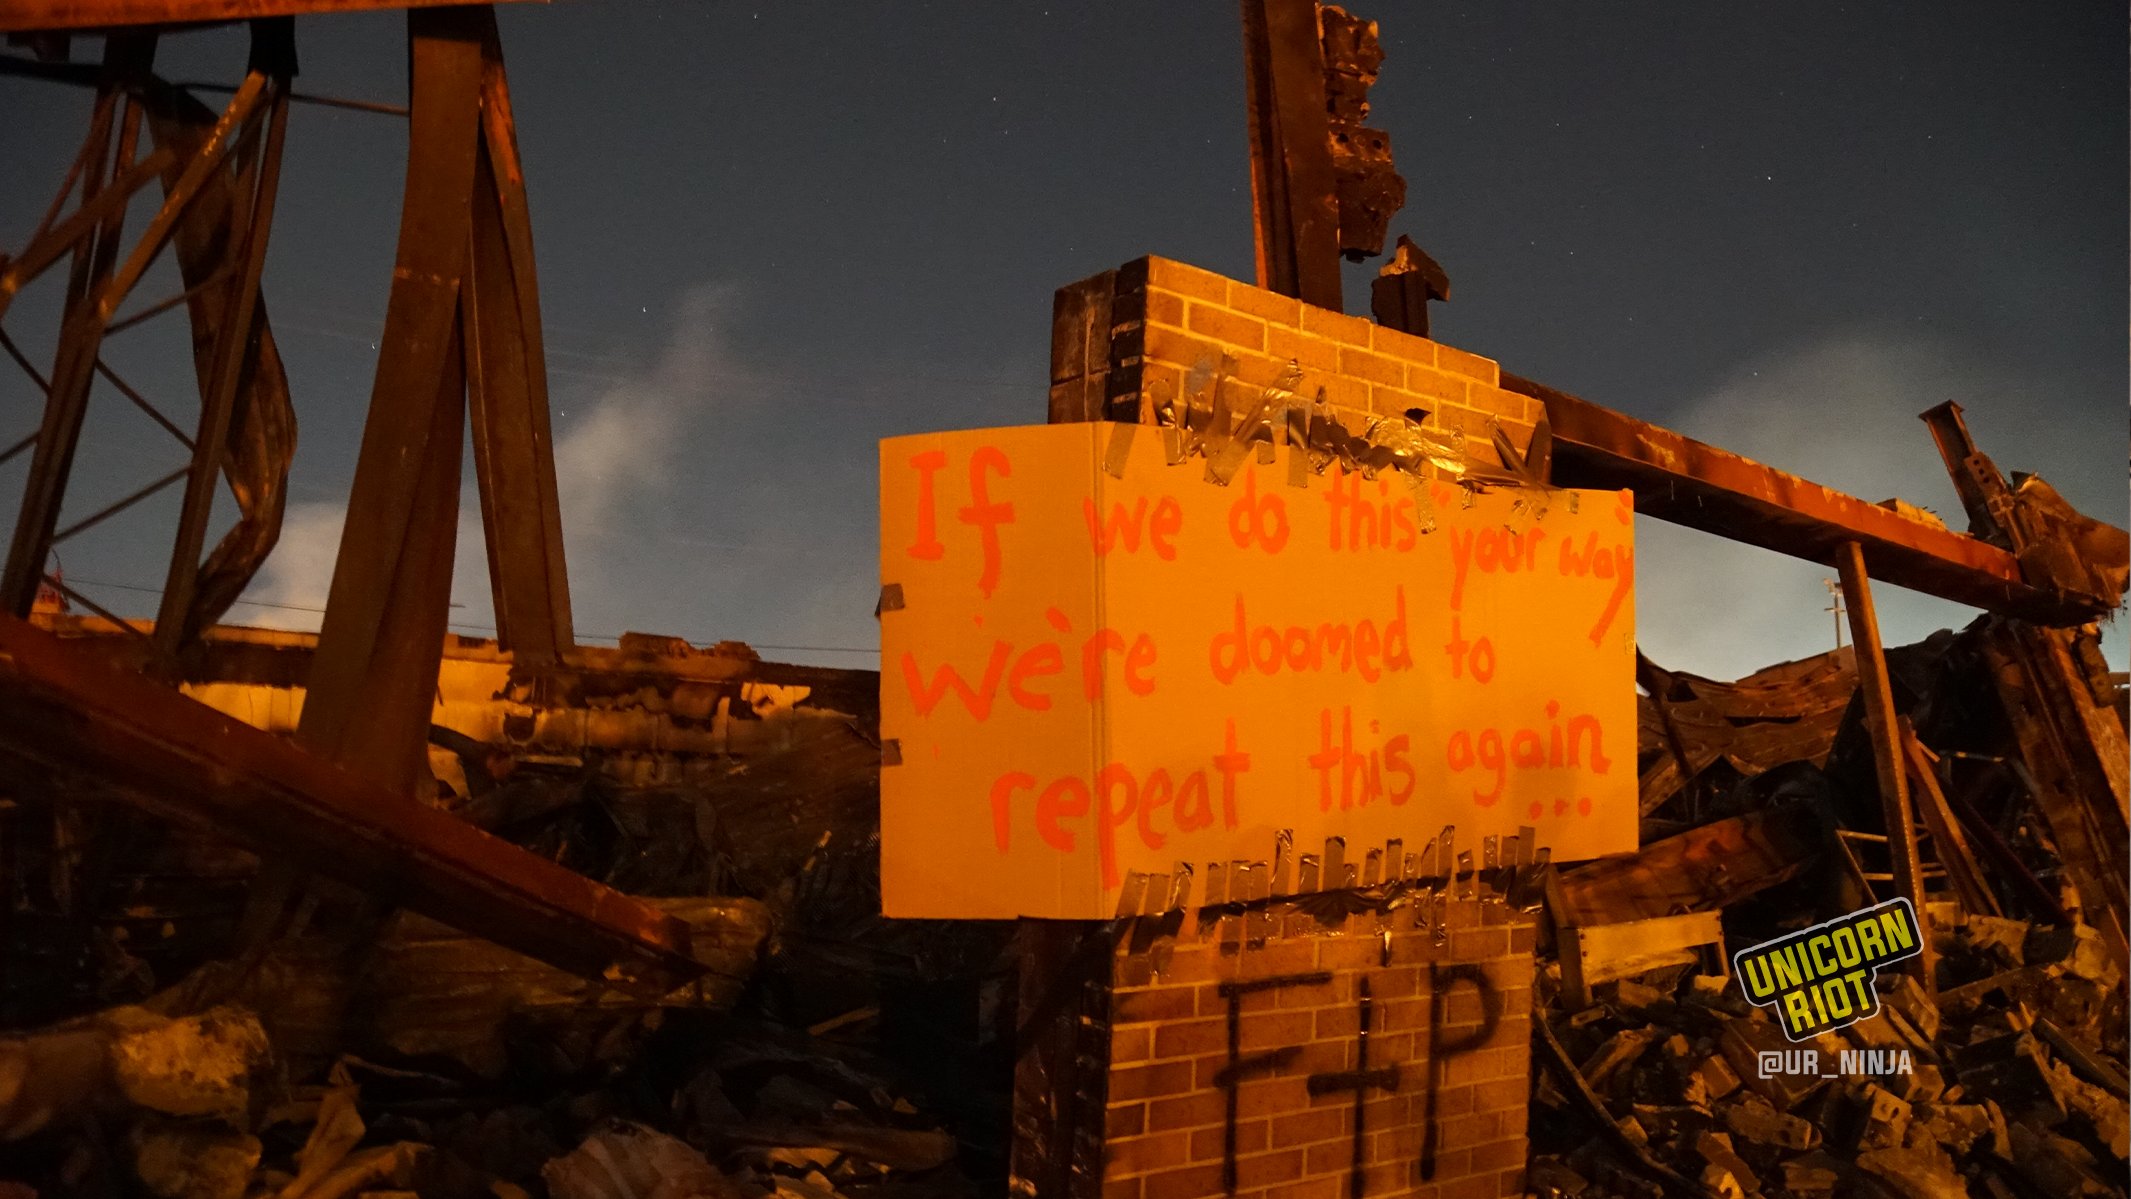 If we do this "your way"
we're doomed to
repeat this again...
FTP
UNICORN
RIOT
@UR_NINJA